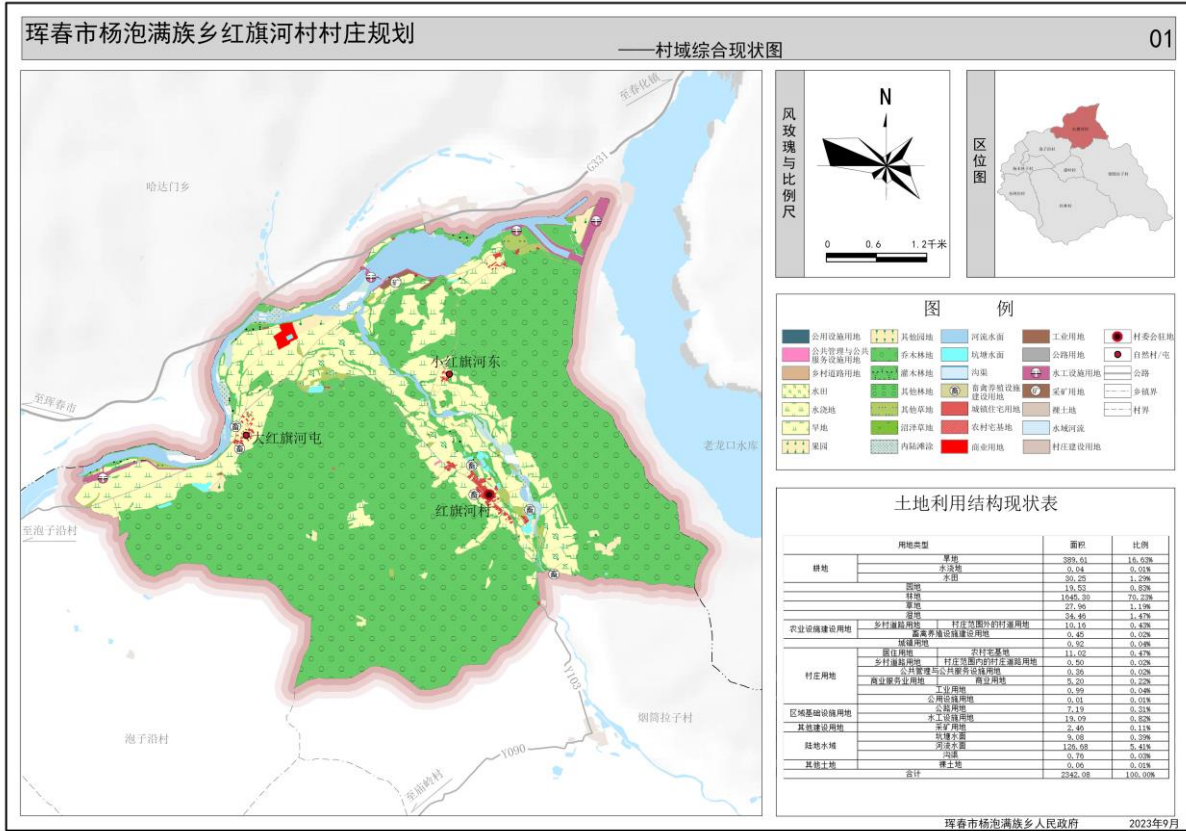 珲春市杨泡满族乡红旗河村村庄规划
——村域综合现状图
01
至春化镇
G331
哈达门乡
小红旗河东
至珲春市
大红旗河屯
老龙口水库
红旗河村
至泡子沿村
Y103
烟筒拉子村
泡子沿村
Y090
至庙岭村
风玫瑰与比例尺
N
0 0.6 1.2千米
区位图
图 例
公用设施用地 其他园地 河流水面 工业用地 村委会驻地
公共管理与公共服务设施用地 乔木林地 坑塘水面 公路用地 自然村/屯
乡村道路用地 灌木林地 沟渠 水工设施用地 公路
水田 其他林地 畜 畜禽养殖设施建设用地 矿 采矿用地 乡镇界
水浇地 其他草地 城镇住宅用地 裸土地 村界
旱地 沼泽草地 农村宅基地 水域河流
果园 内陆滩涂 商业用地 村庄建设用地
土地利用结构现状表
用地类型 面积 比例
耕地 旱地 389.61 16.63%
水浇地 0.04 0.01%
水田 30.25 1.29%
园地 19.53 0.83%
林地 1645.30 70.23%
草地 27.96 1.19%
湿地 34.46 1.47%
农业设施建设用地 乡村道路用地 村庄范围外的村道用地 10.16 0.43%
畜禽养殖设施建设用地 0.45 0.02%
城镇用地 0.92 0.04%
村庄用地 居住用地 农村宅基地 11.02 0.47%
乡村道路用地 村庄范围内的村庄道路用地 0.50 0.02%
公共管理与公共服务设施用地 0.36 0.02%
商业服务业用地 商业用地 5.20 0.22%
工业用地 0.99 0.04%
公用设施用地 0.01 0.01%
区域基础设施用地 公路用地 7.19 0.31%
水工设施用地 19.09 0.82%
其他建设用地 采矿用地 2.46 0.11%
陆地水域 坑塘水面 9.08 0.39%
河流水面 126.68 5.41%
沟渠 0.76 0.03%
其他土地 裸土地 0.06 0.01%
合计 2342.08 100.00%
珲春市杨泡满族乡人民政府 2023年9月